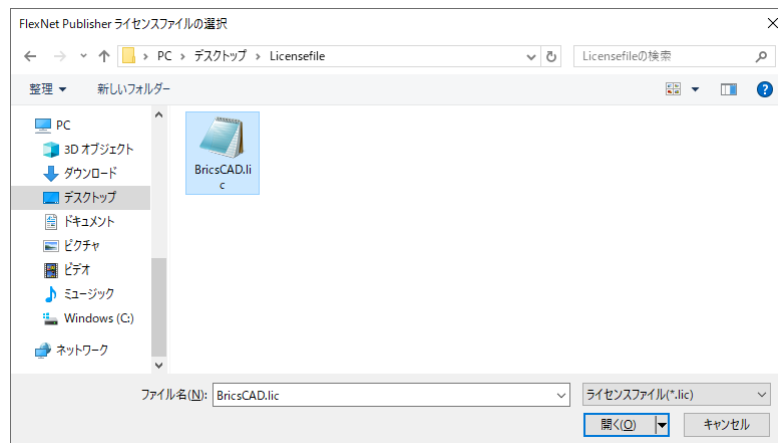 FlexNet Publisher ライセンスファイルの選択
PC > デスクトップ > Licensefile
Licensefileの検索
整理
新しいフォルダー
PC
3D オブジェクト
ダウンロード
デスクトップ
ドキュメント
ピクチャ
ビデオ
ミュージック
Windows (C:)
ネットワーク
BricsCAD.li
c
ファイル名(N):
BricsCAD.lic
ライセンスファイル(*.lic)
開く(O)
キャンセル